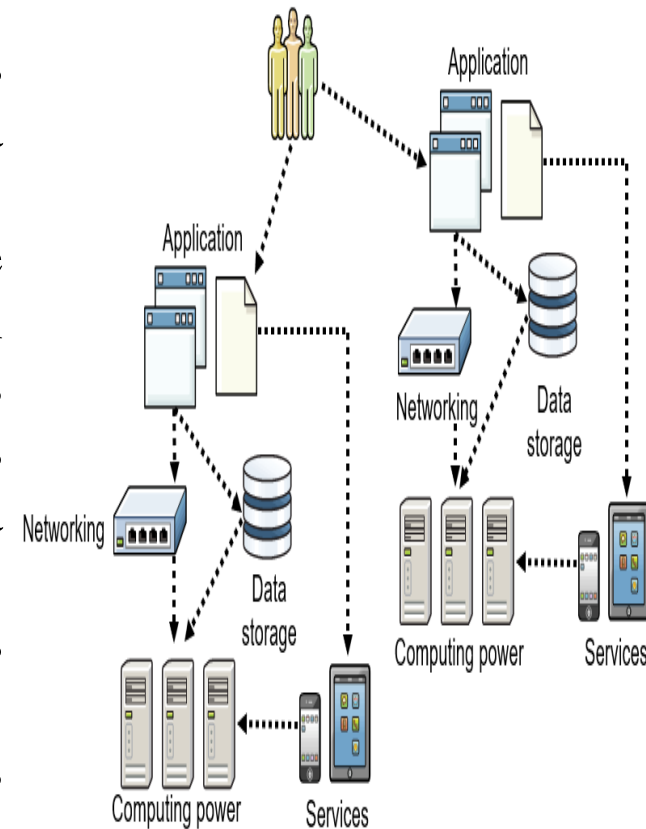 Application
Application
Networking
Data
storage
Networking
Data
storage
Computing power
Services
Computing power
Services